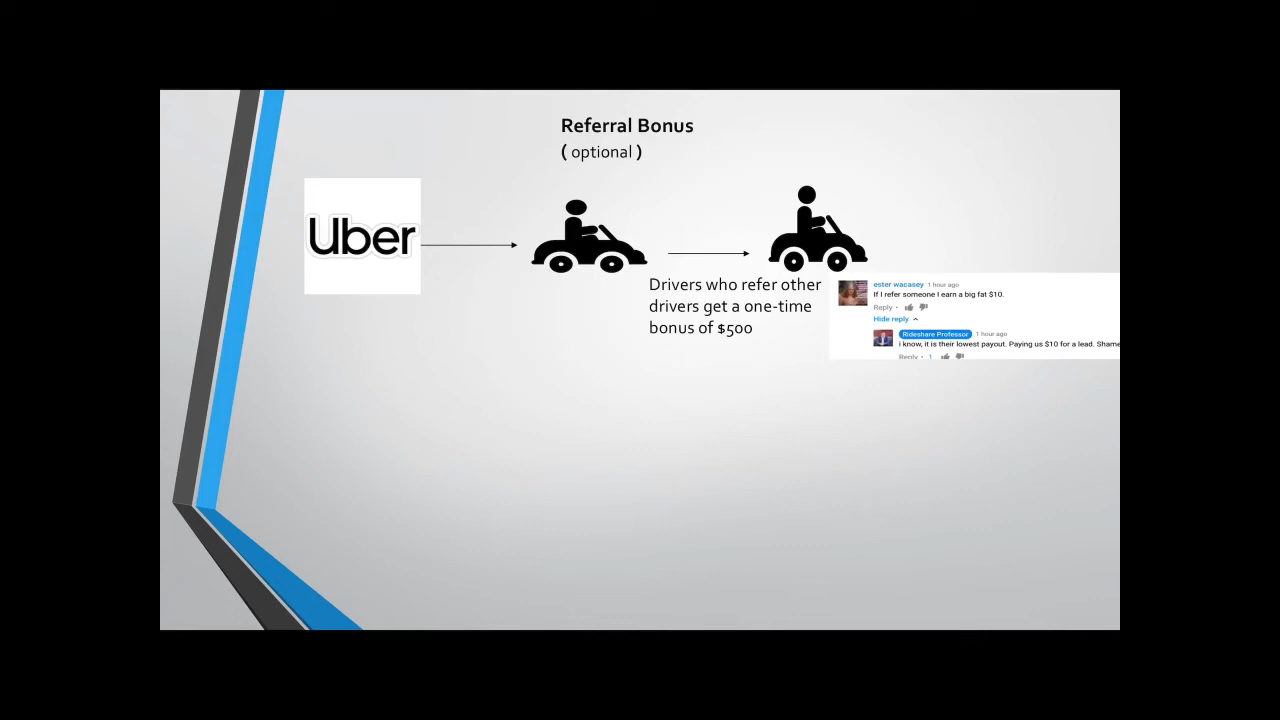 Referral Bonus
( optional )
Uber
Drivers who refer other
drivers get a one-time
bonus of $500
ester wacasey 1 hour ago
If I refer someone I earn a big fat $10.
Reply •
Hide reply
Rideshare Professor 1 hour ago
i know, it is their lowest payout. Paying us $10 for a lead. Shame
Reply • 1